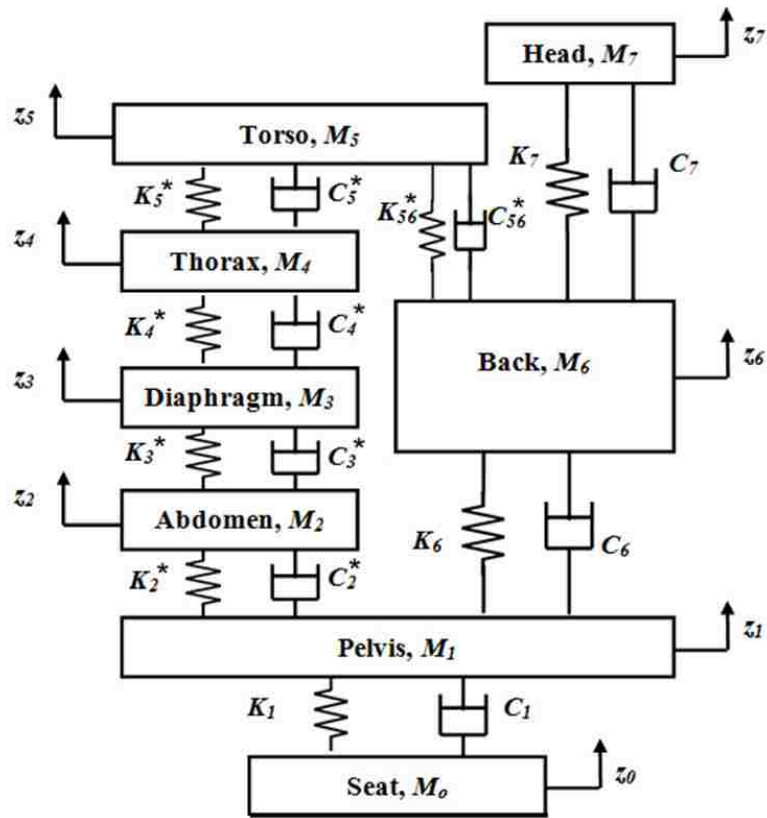 z7
Head, M7
z5
Torso, M5
K7
C7
K5*
C5*
K56*
C56*
z4
Thorax, M4
K4*
C4*
z3
Diaphragm, M3
Back, M6
z6
K3*
C3*
z2
Abdomen, M2
K6
C6
K2*
C2*
Pelvis, M1
z1
K1
C1
Seat, Mo
z0